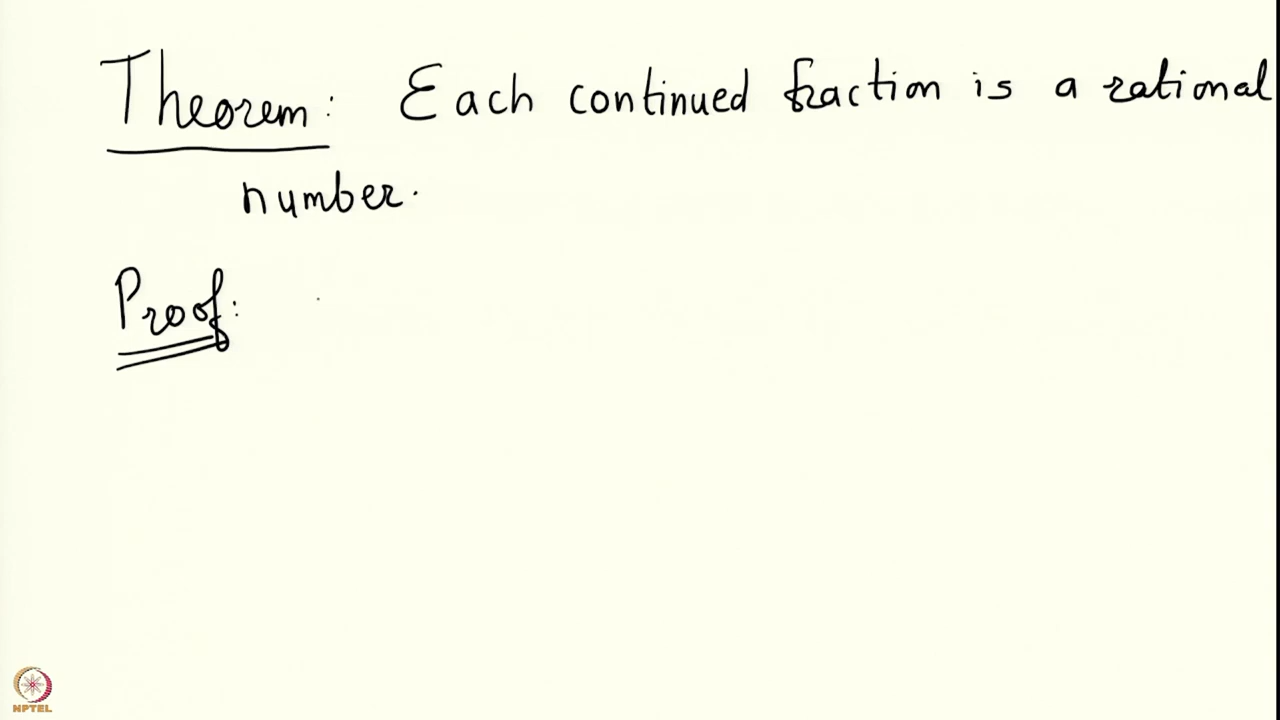 Theorem: Each continued fraction is a rational
number.
Proof:
NPTEL